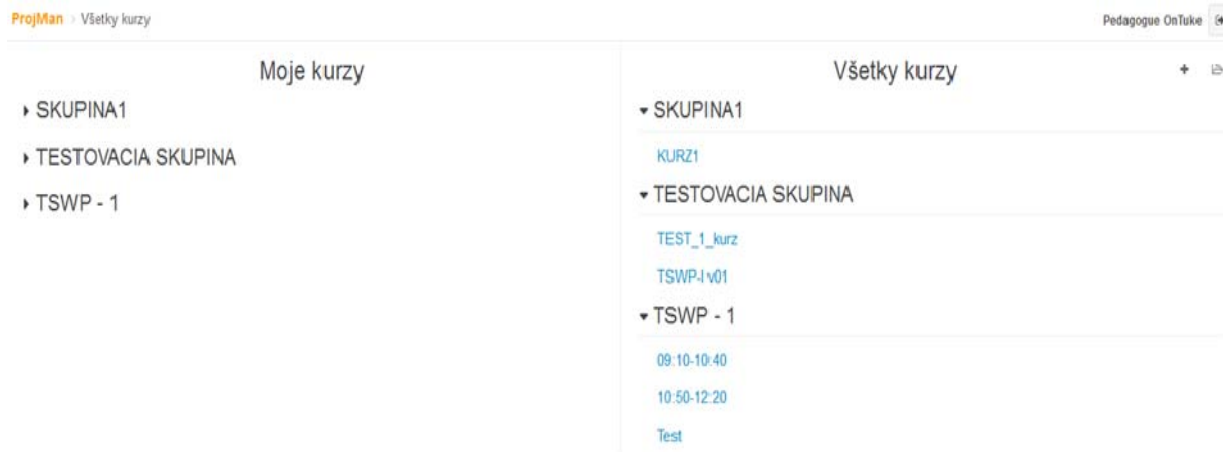 ProjMan › Všetky kurzy
Pedagogue OnTuke
Moje kurzy
SKUPINA1
TESTOVACIA SKUPINA
TSWP - 1
Všetky kurzy
SKUPINA1
KURZ1
TESTOVACIA SKUPINA
TEST_1_kurz
TSWP-I v01
TSWP - 1
09:10-10:40
10:50-12:20
Test